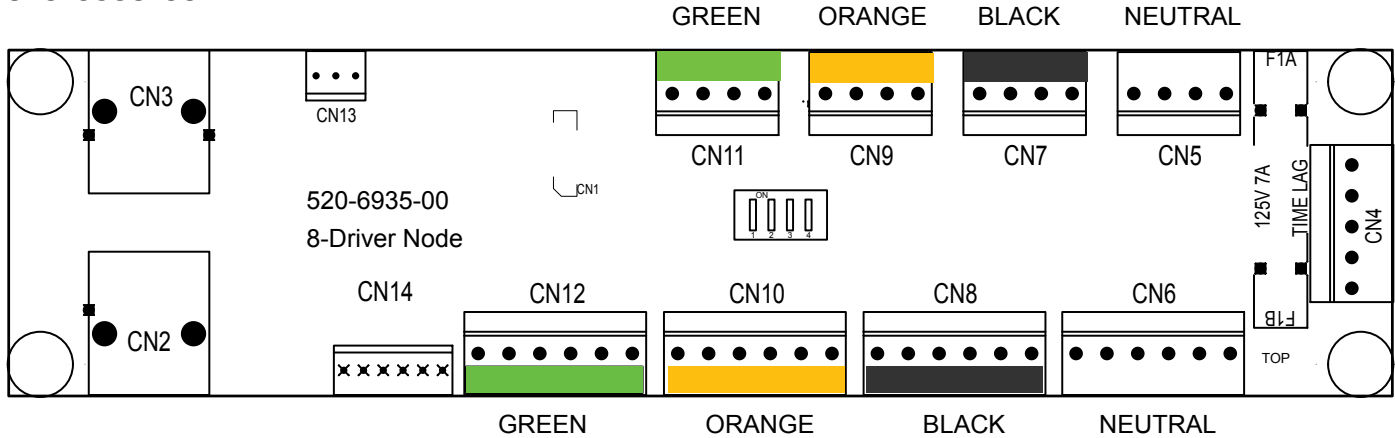 GREEN ORANGE BLACK NEUTRAL
F1A
CN3
CN13
CN11 CN9 CN7 CN5
CN1
ON
1 2 3 4
125V 7A
TIME LAG
CN4
520-6935-00
8-Driver Node
CN14
CN12 CN10 CN8 CN6
CN2
F1B
TOP
GREEN ORANGE BLACK NEUTRAL